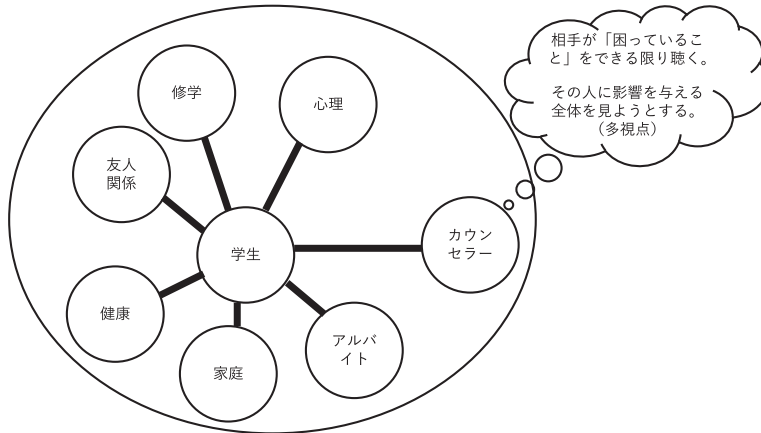 相手が「困っているこ
と」をできる限り聴く。
その人に影響を与える
全体を見ようとする。
（多視点）
修学
心理
友人
関係
学生
カウン
セラー
健康
家庭
アルバ
イト